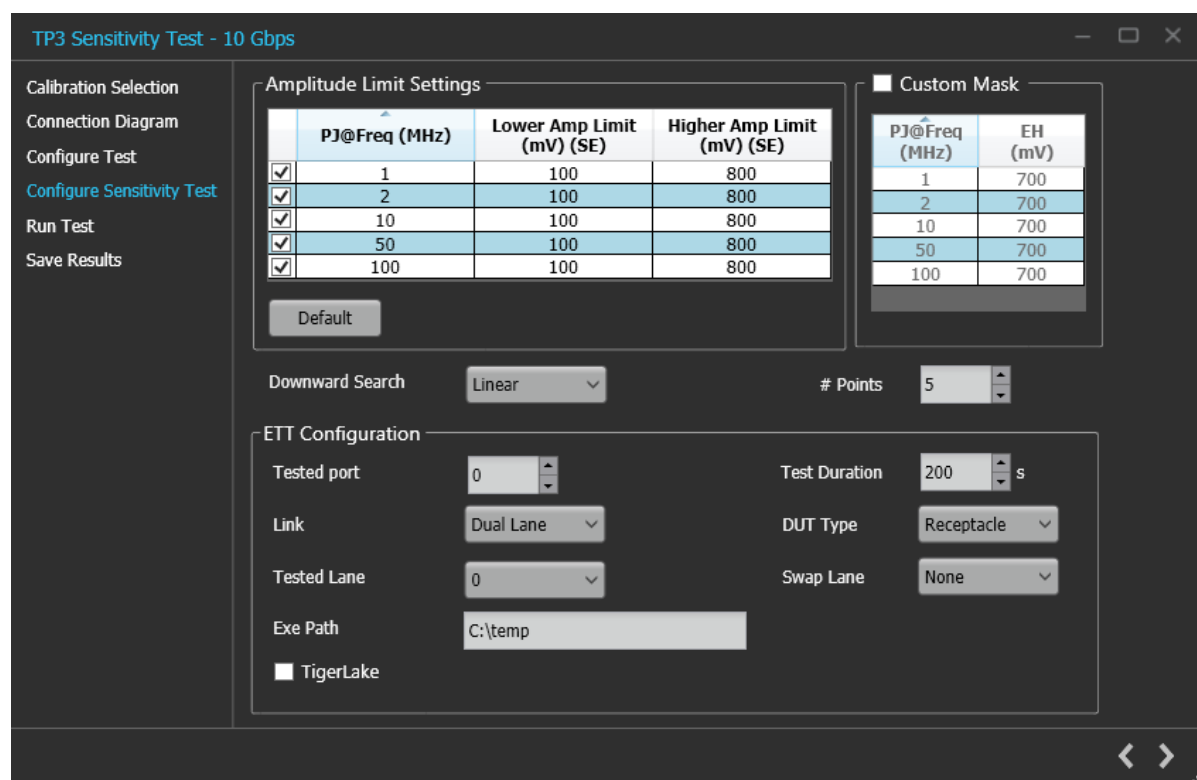 TP3 Sensitivity Test - 10 Gbps
Calibration Selection
Connection Diagram
Configure Test
Configure Sensitivity Test
Run Test
Save Results
Amplitude Limit Settings
PJ@Freq (MHz) Lower Amp Limit (mV) (SE) Higher Amp Limit (mV) (SE)
1 100 800
2 100 800
10 100 800
50 100 800
100 100 800
Default
Custom Mask
PJ@Freq (MHz) EH (mV)
1 700
2 700
10 700
50 700
100 700
Downward Search Linear # Points 5
ETT Configuration
Tested port 0 Test Duration 200 s
Link Dual Lane DUT Type Receptacle
Tested Lane 0 Swap Lane None
Exe Path C:\temp
TigerLake